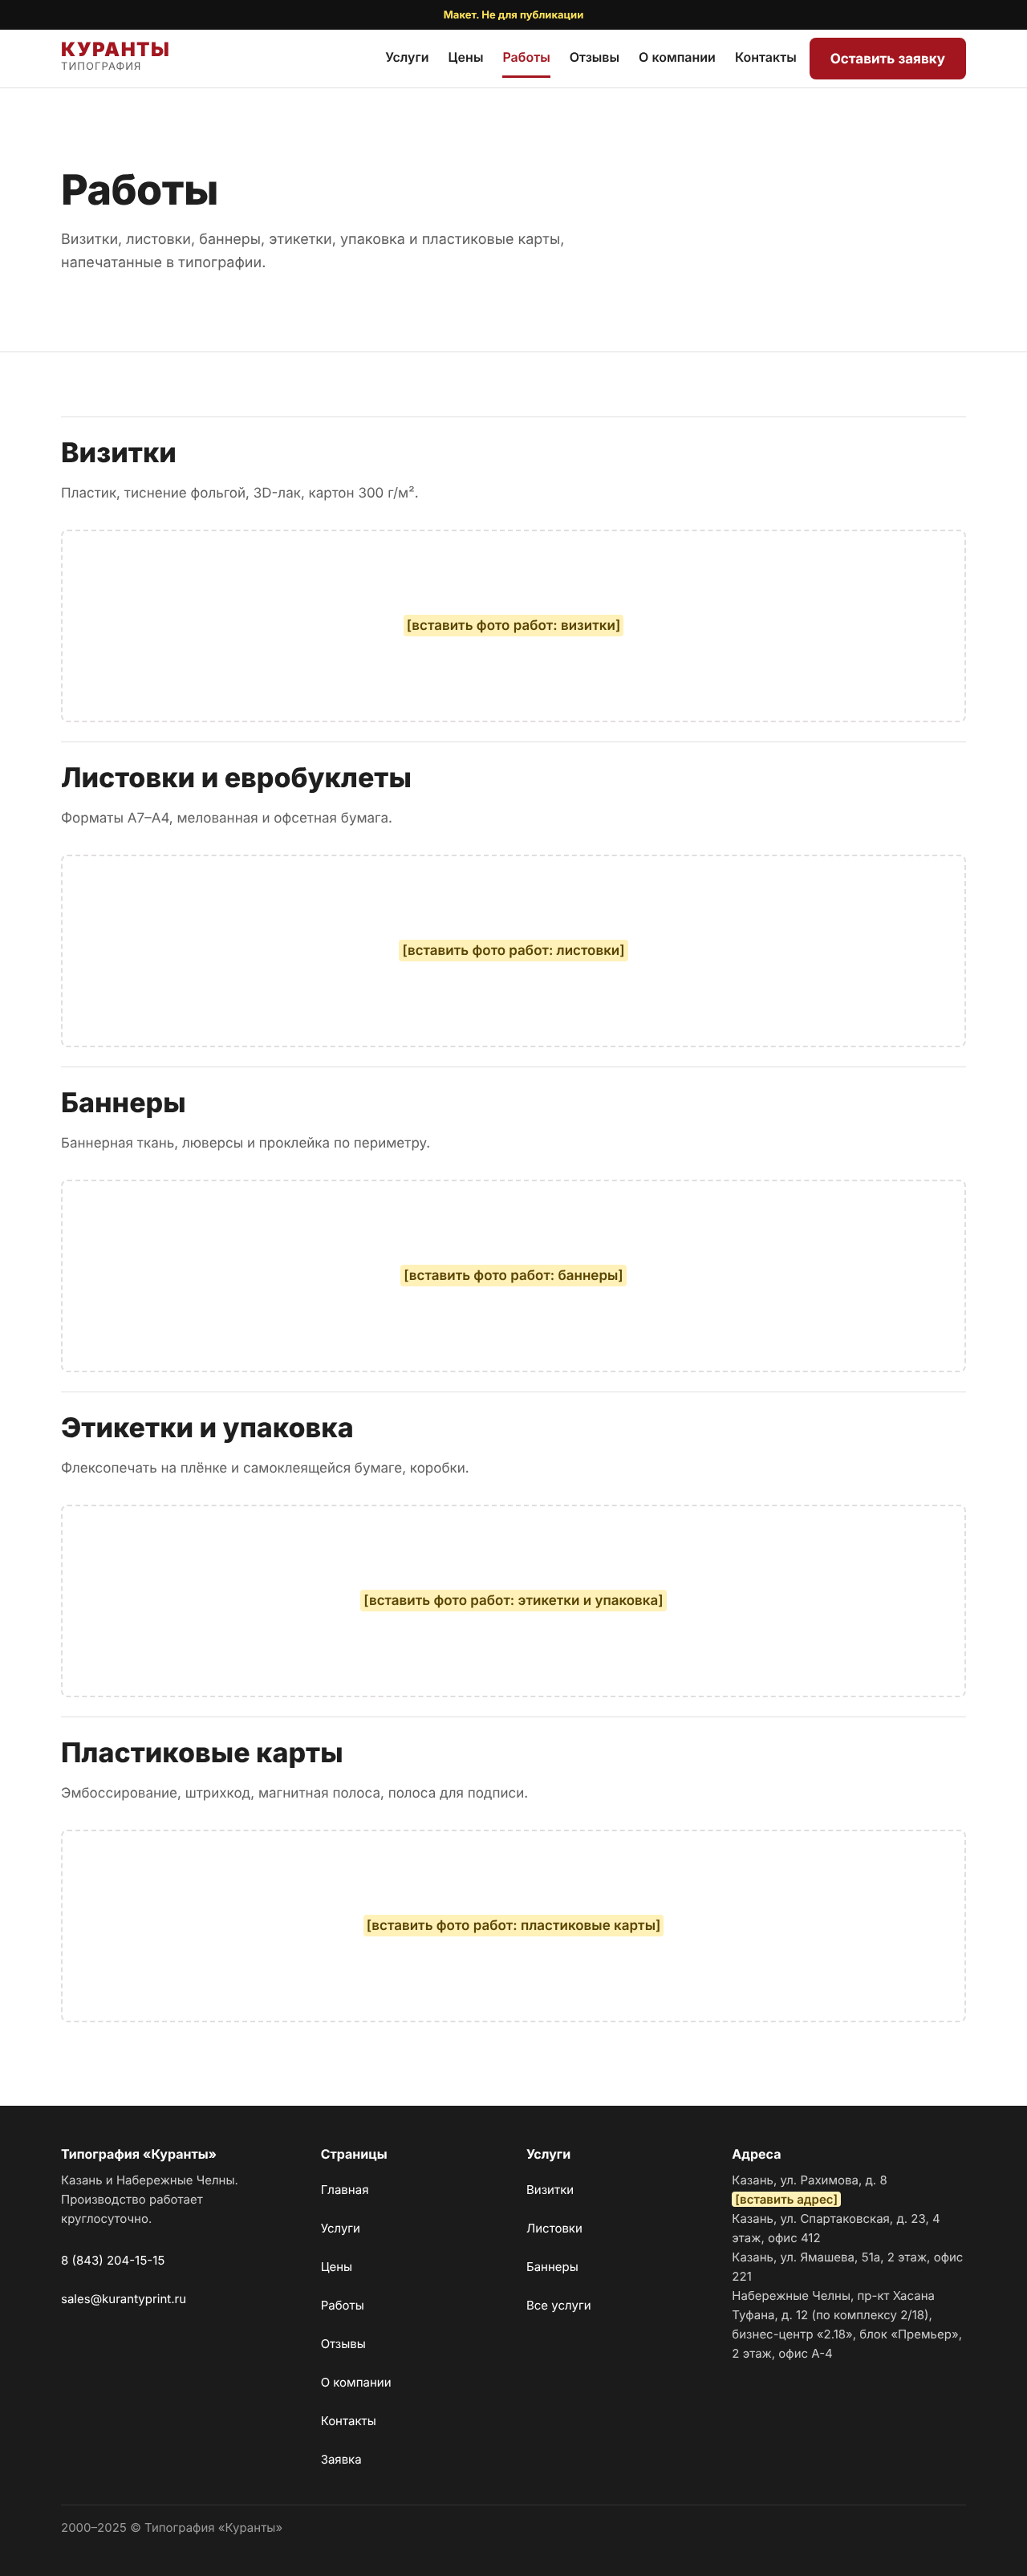 Макет. Не для публикации
КУРАНТЫ
ТИПОГРАФИЯ
Услуги Цены Работы Отзывы О компании Контакты Оставить заявку
Работы
Визитки, листовки, баннеры, этикетки, упаковка и пластиковые карты,
напечатанные в типографии.
Визитки
Пластик, тиснение фольгой, 3D-лак, картон 300 г/м².
[вставить фото работ: визитки]
Листовки и евробуклеты
Форматы А7–А4, мелованная и офсетная бумага.
[вставить фото работ: листовки]
Баннеры
Баннерная ткань, люверсы и проклейка по периметру.
[вставить фото работ: баннеры]
Этикетки и упаковка
Флексопечать на плёнке и самоклеящейся бумаге, коробки.
[вставить фото работ: этикетки и упаковка]
Пластиковые карты
Эмбоссирование, штрихкод, магнитная полоса, полоса для подписи.
[вставить фото работ: пластиковые карты]
Типография «Куранты»
Казань и Набережные Челны.
Производство работает
круглосуточно.
8 (843) 204-15-15
sales@kurantyprint.ru
Страницы
Главная
Услуги
Цены
Работы
Отзывы
О компании
Контакты
Заявка
Услуги
Визитки
Листовки
Баннеры
Все услуги
Адреса
Казань, ул. Рахимова, д. 8
[вставить адрес]
Казань, ул. Спартаковская, д. 23, 4
этаж, офис 412
Казань, ул. Ямашева, 51а, 2 этаж, офис
221
Набережные Челны, пр-кт Хасана
Туфана, д. 12 (по комплексу 2/18),
бизнес-центр «2.18», блок «Премьер»,
2 этаж, офис А-4
2000–2025 © Типография «Куранты»